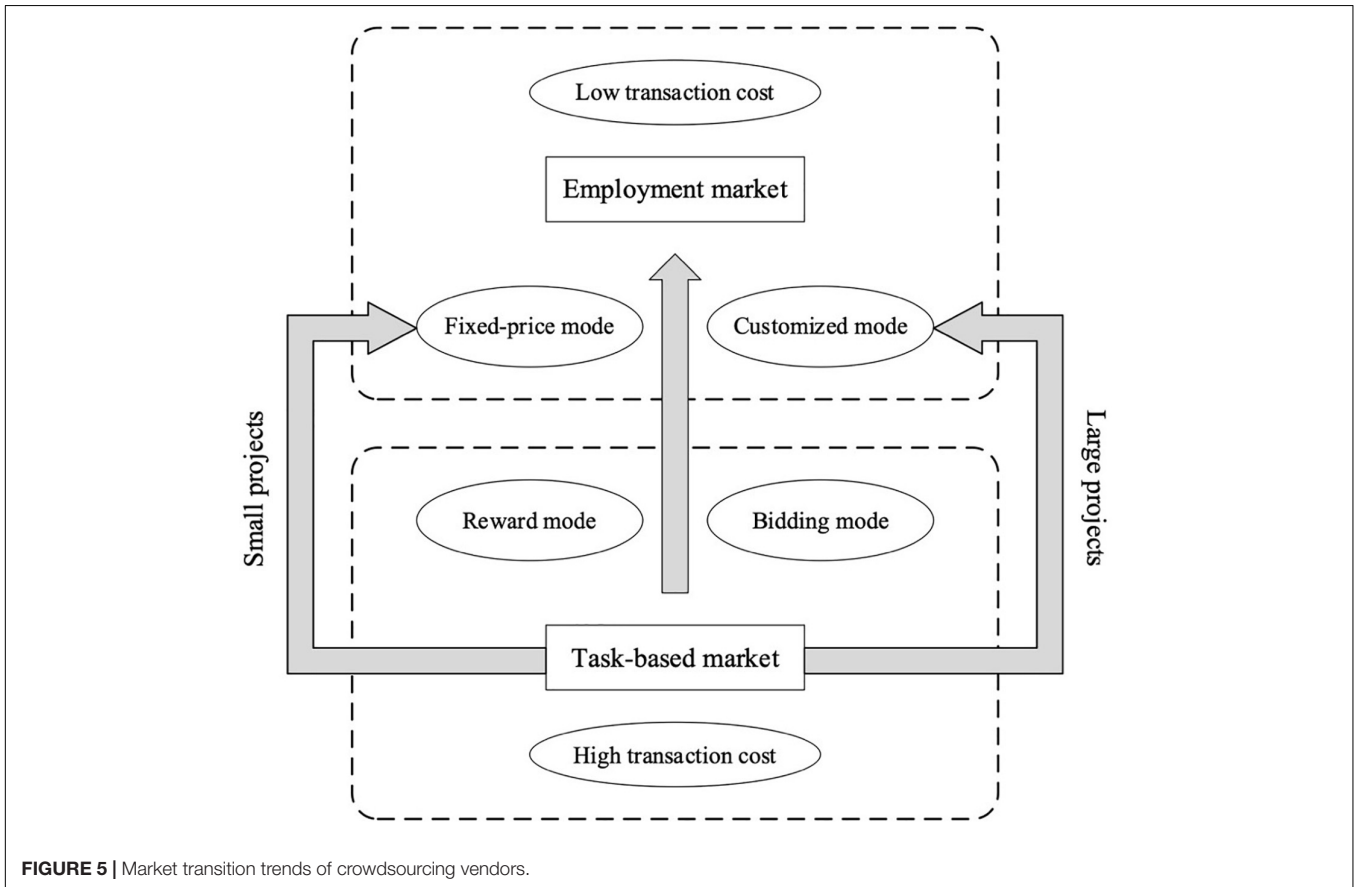 Low transaction cost
Employment market
Fixed-price mode
Customized mode
Small projects
Large projects
Reward mode
Bidding mode
Task-based market
High transaction cost
FIGURE 5 | Market transition trends of crowdsourcing vendors.